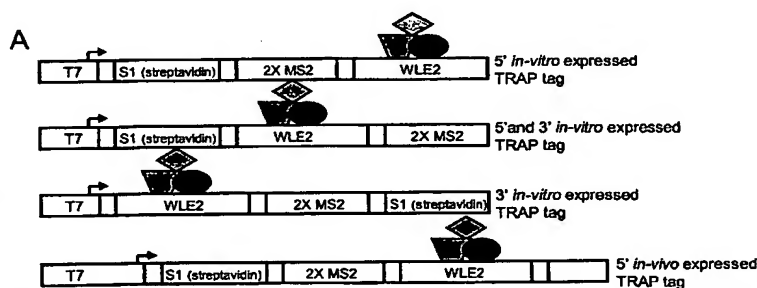 A
T7 S1 (streptavidin) 2X MS2 WLE2 5' in-vitro expressed
TRAP tag
T7 S1 (streptavidin) WLE2 2X MS2 5'and 3' in-vitro expressed
TRAP tag
T7 WLE2 2X MS2 S1 (streptavidin) 3' in-vitro expressed
TRAP tag
T7 S1 (streptavidin) 2X MS2 WLE2 5' in-vivo expressed
TRAP tag